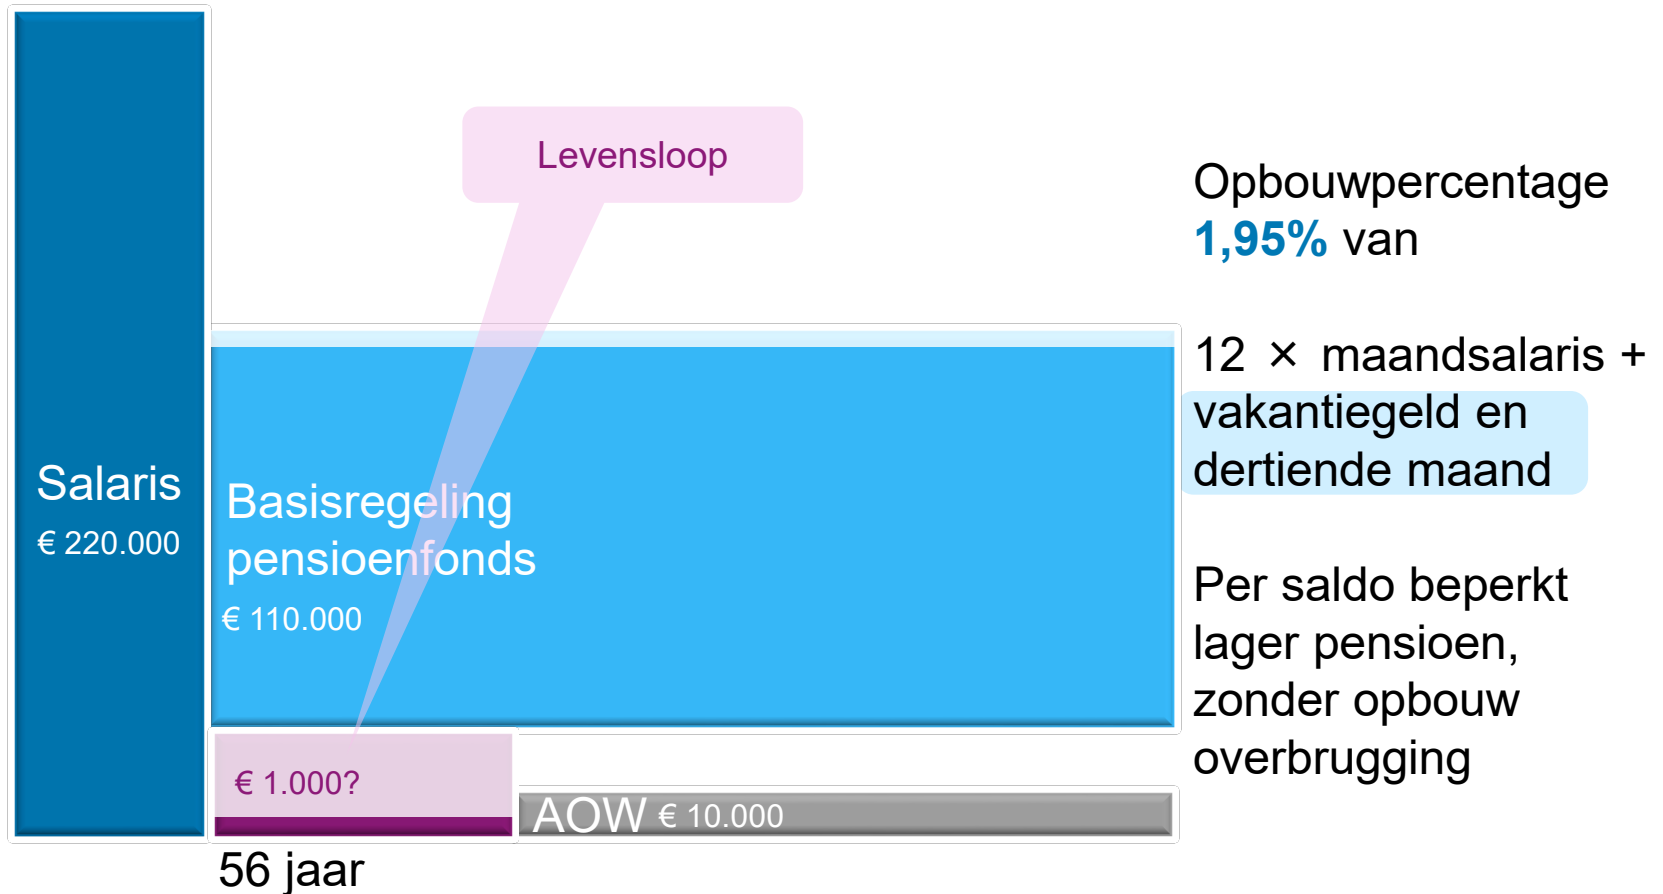 Levensloop
Salaris
€ 220.000
Basisregeling
pensioenfonds
€ 110.000
€ 1.000?
AOW € 10.000
56 jaar
Opbouwpercentage
1,95% van
12 × maandsalaris +
vakantiegeld en
dertiende maand
Per saldo beperkt
lager pensioen,
zonder opbouw
overbrugging